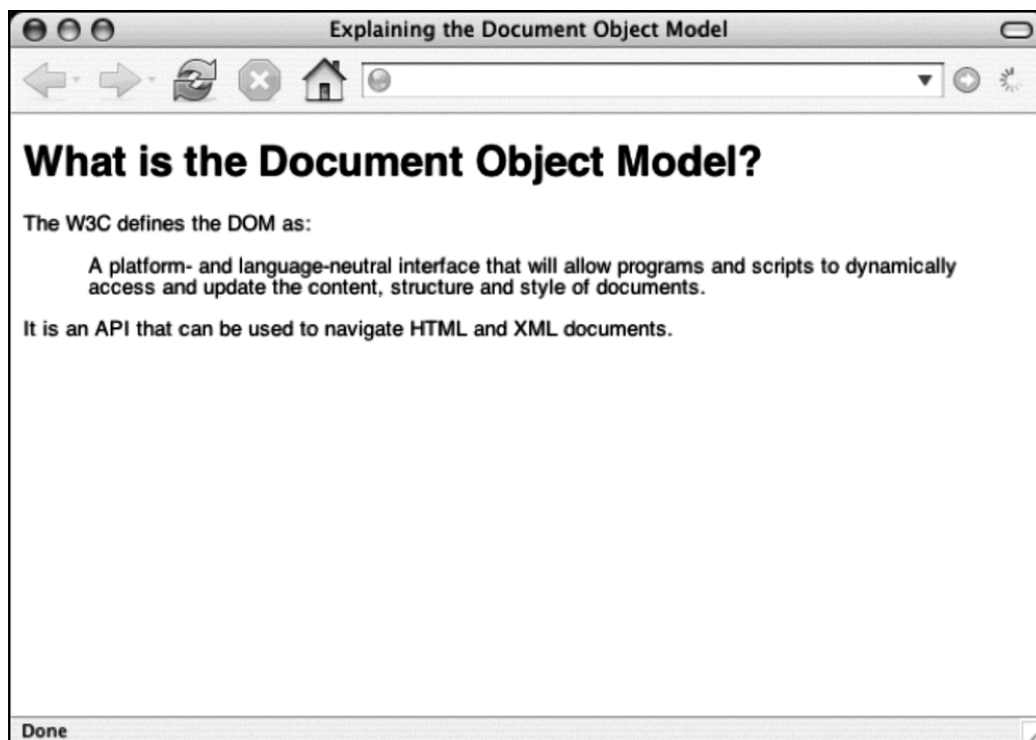 Explaining the Document Object Model
What is the Document Object Model?
The W3C defines the DOM as:
A platform- and language-neutral interface that will allow programs and scripts to dynamically
access and update the content, structure and style of documents.
It is an API that can be used to navigate HTML and XML documents.
Done